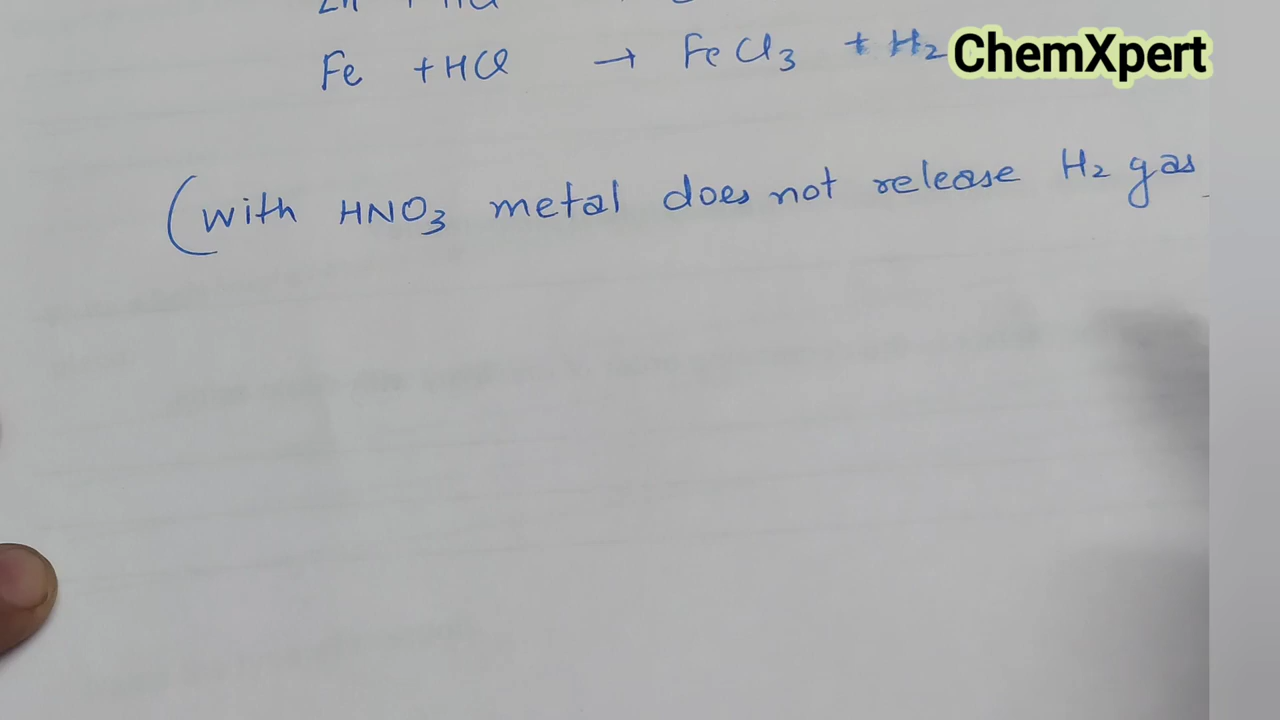 Fe + HCl → FeCl3 + H2 ChemXpert
(with HNO3 metal does not release H2 gas